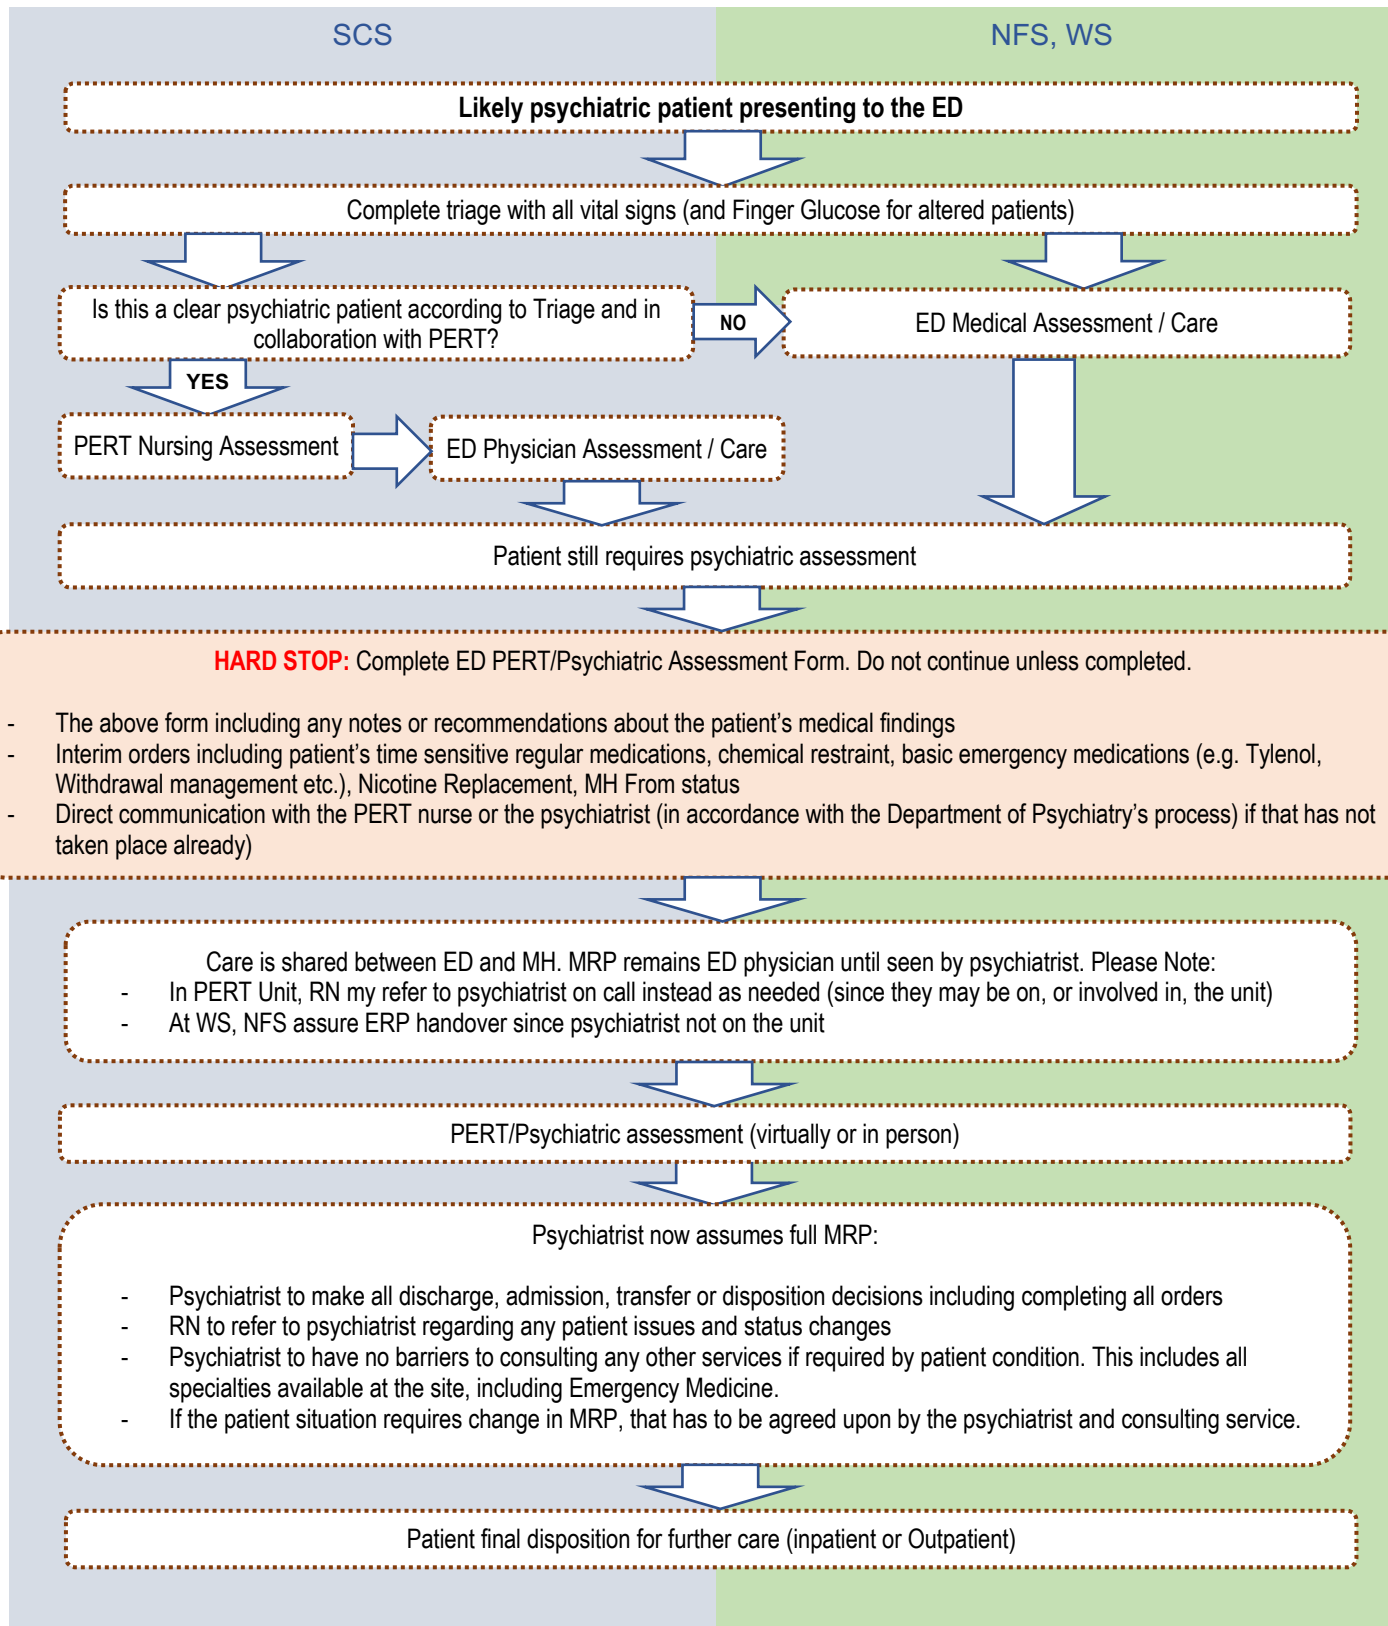 SCS
NFS, WS
Likely psychiatric patient presenting to the ED
Complete triage with all vital signs (and Finger Glucose for altered patients)
Is this a clear psychiatric patient according to Triage and in
collaboration with PERT?
NO
ED Medical Assessment / Care
YES
PERT Nursing Assessment
ED Physician Assessment / Care
Patient still requires psychiatric assessment
HARD STOP: Complete ED PERT/Psychiatric Assessment Form. Do not continue unless completed.
- The above form including any notes or recommendations about the patient's medical findings
- Interim orders including patient's time sensitive regular medications, chemical restraint, basic emergency medications (e.g. Tylenol,
Withdrawal management etc.), Nicotine Replacement, MH From status
- Direct communication with the PERT nurse or the psychiatrist (in accordance with the Department of Psychiatry's process) if that has not
taken place already)
Care is shared between ED and MH. MRP remains ED physician until seen by psychiatrist. Please Note:
- In PERT Unit, RN my refer to psychiatrist on call instead as needed (since they may be on, or involved in, the unit)
- At WS, NFS assure ERP handover since psychiatrist not on the unit
PERT/Psychiatric assessment (virtually or in person)
Psychiatrist now assumes full MRP:
- Psychiatrist to make all discharge, admission, transfer or disposition decisions including completing all orders
- RN to refer to psychiatrist regarding any patient issues and status changes
- Psychiatrist to have no barriers to consulting any other services if required by patient condition. This includes all
specialties available at the site, including Emergency Medicine.
- If the patient situation requires change in MRP, that has to be agreed upon by the psychiatrist and consulting service.
Patient final disposition for further care (inpatient or Outpatient)